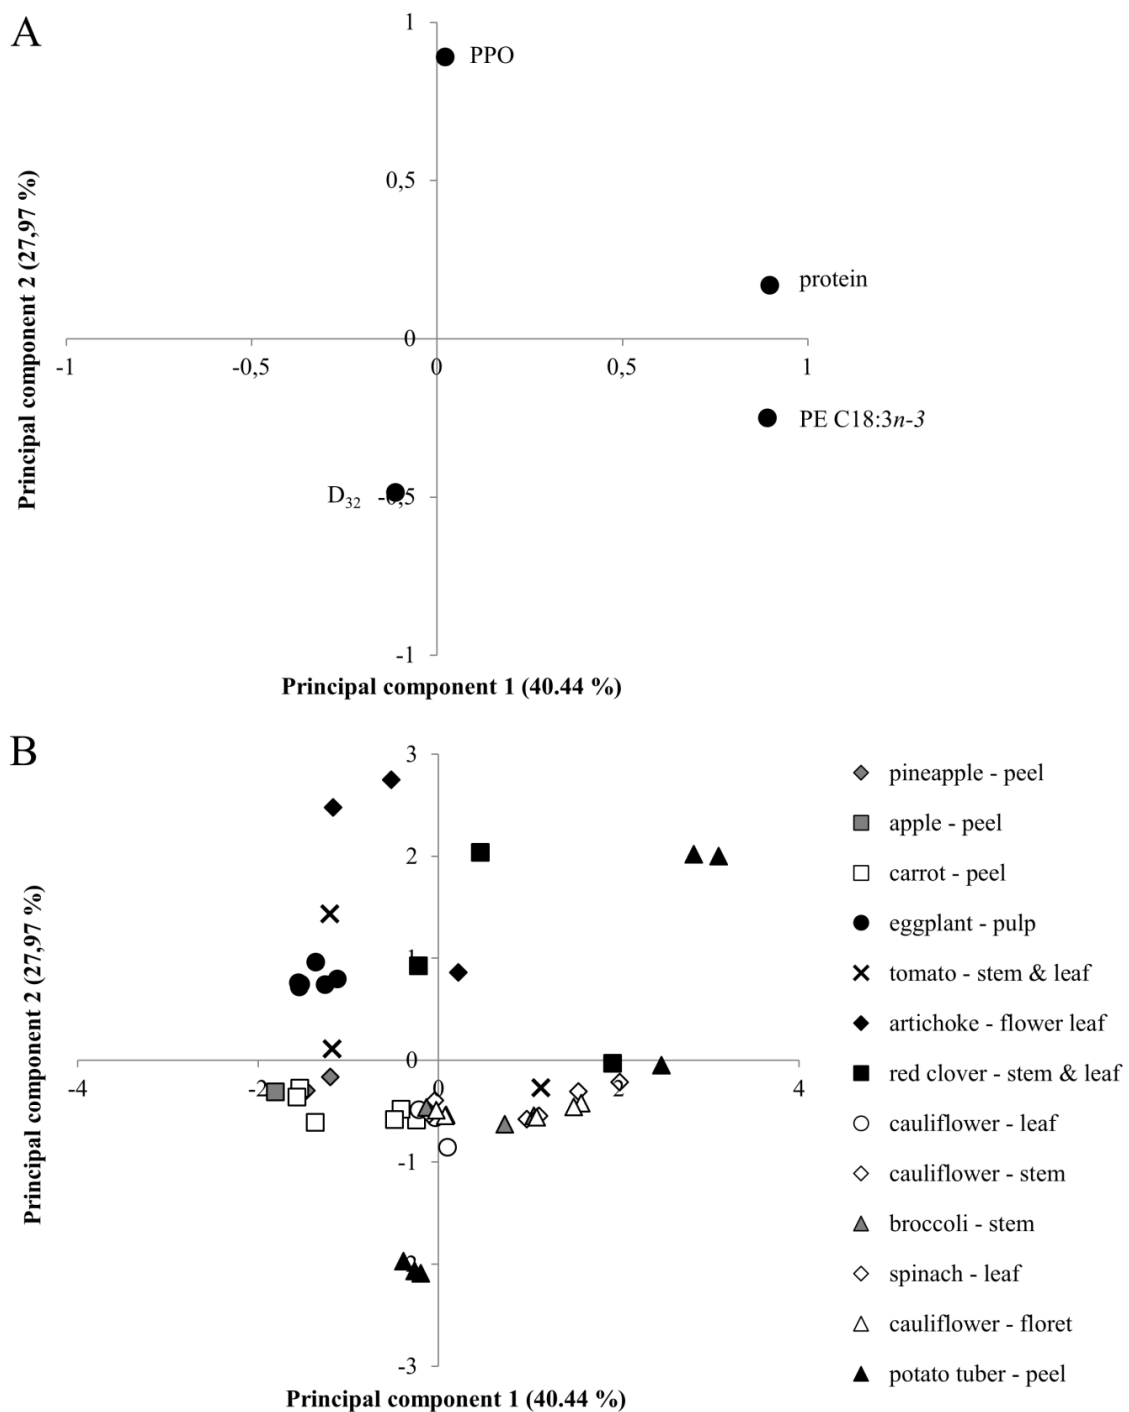 A
1
PPO
0,5
protein
0
-1
-0,5
0
0,5
1
PE C18:3n-3
D32
-0,5
-1
Principal component 2 (27,97 %)
Principal component 1 (40.44 %)
B
3
2
1
0
-4
-2
0
2
4
-1
-2
-3
Principal component 2 (27,97 %)
Principal component 1 (40.44 %)
pineapple - peel
apple - peel
carrot - peel
eggplant - pulp
tomato - stem & leaf
artichoke - flower leaf
red clover - stem & leaf
cauliflower - leaf
cauliflower - stem
broccoli - stem
spinach - leaf
cauliflower - floret
potato tuber - peel